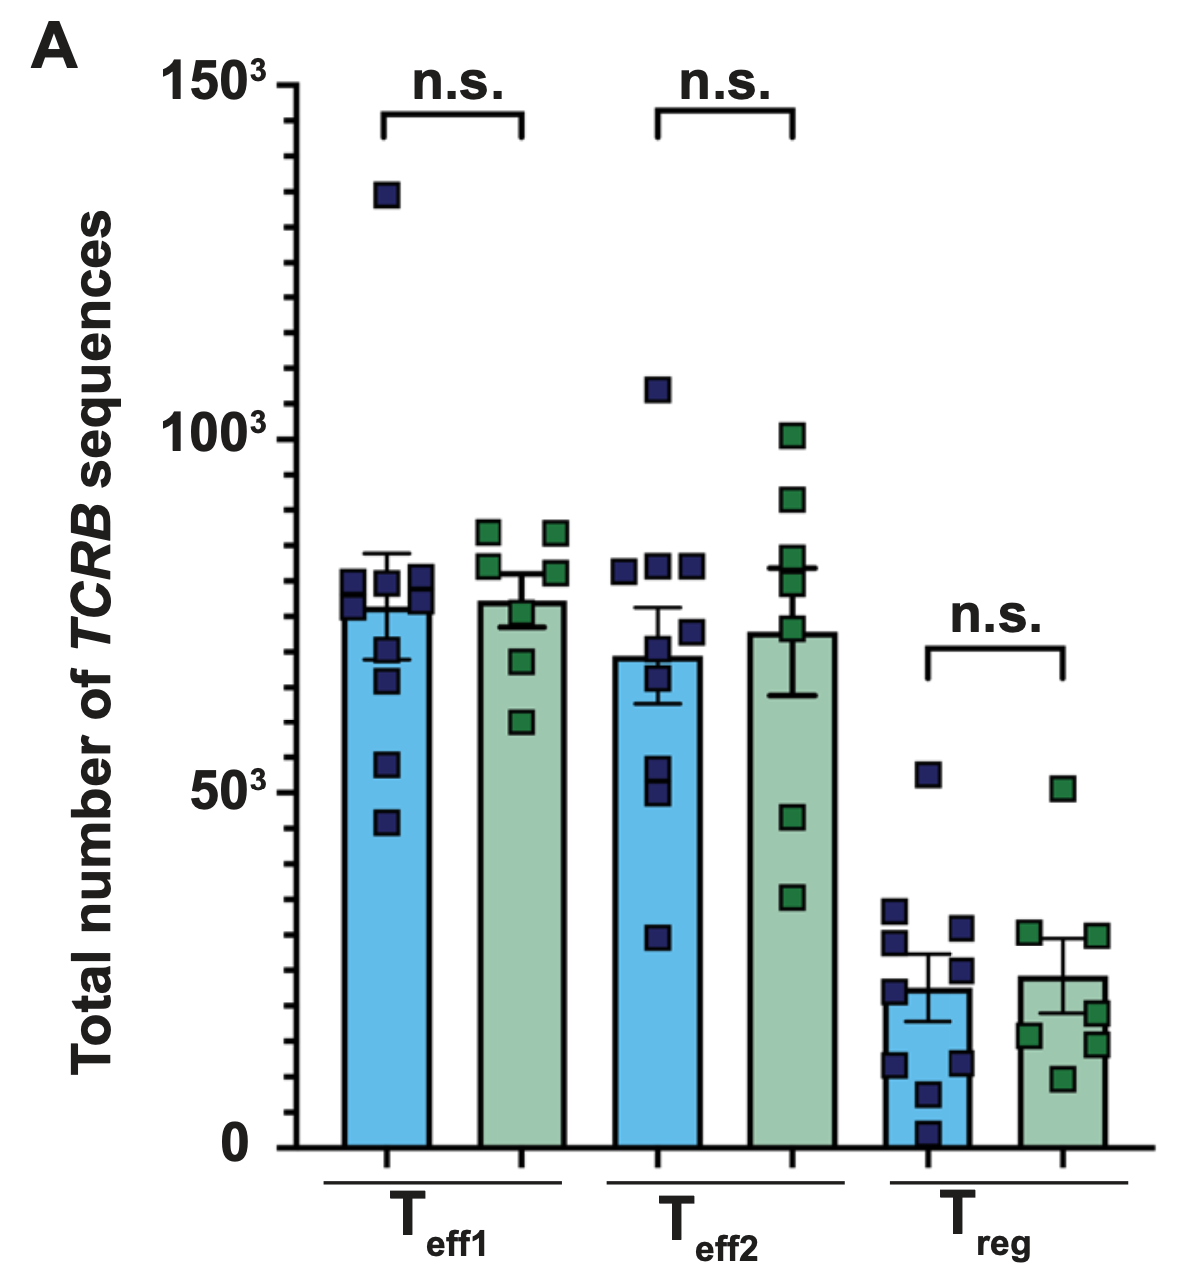 A
Total number of TCRB sequences
150³
100³
50³
0
n.s.
n.s.
n.s.
Teff1
Teff2
Treg